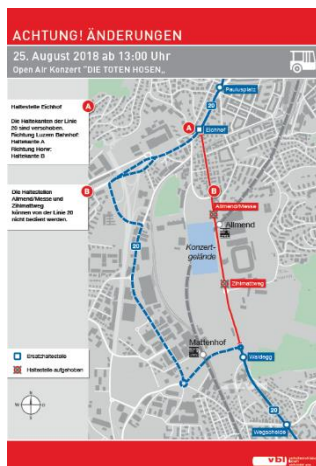 ACHTUNG! ÄNDERUNGEN
25. August 2018 ab 13:00 Uhr
Open Air Konzert "DIE TOTEN HOSEN„
Haltestelle Eichhof
A
Die Haltekanten der Linie
20 sind verschoben.
Richtung Luzern Bahnhof:
Haltekante A
Richtung Horw:
Haltekante B
Die Haltestellen
Allmend/Messe und
Zihlmattweg
können von der Linie 20
nicht bedient werden.
B
Paulusplatz
20
A
Eichhof
B
Allmend/Messe
Allmend
Konzert-
gelände
20
Zihlmattweg
Mattenhof
Waldegg
20
Wegscheide
Ersatzhaltestelle
Haltestelle aufgehoben
N
vbl